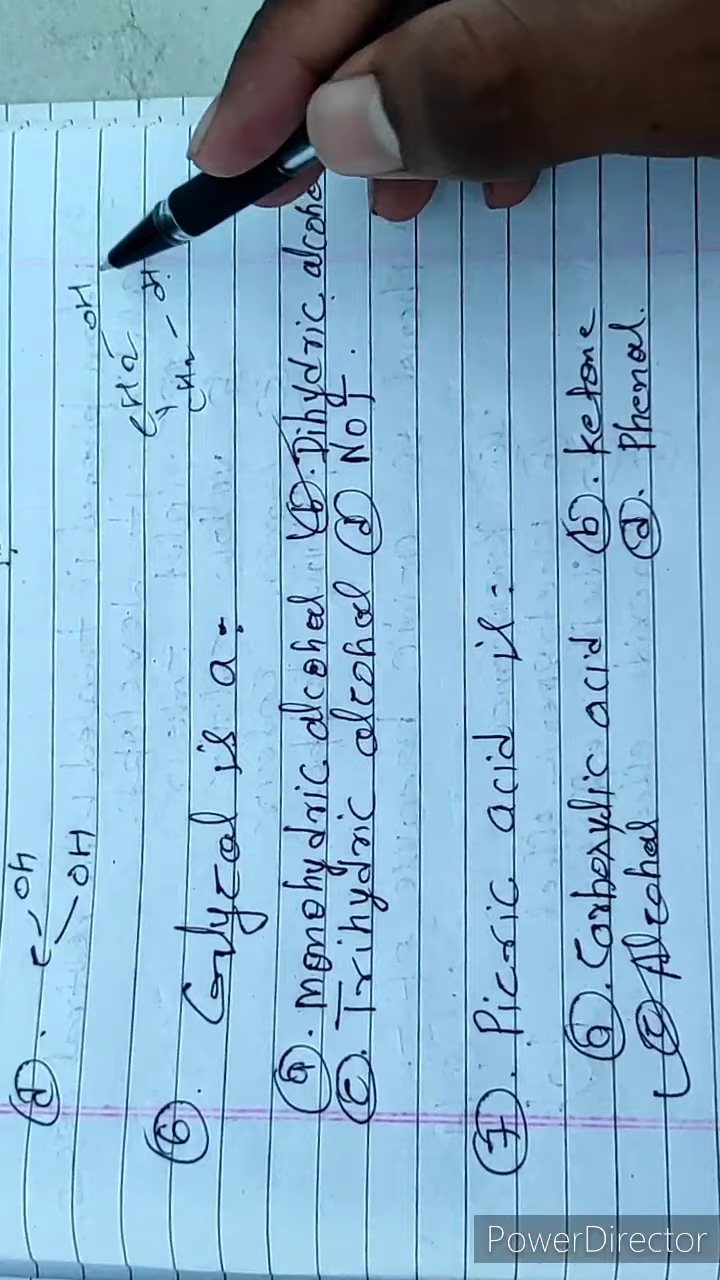 (d). C-OH
OH
CH2-OH
CH2-OH
(6). Glycol is a:
(a). Monohydric alcohol (b). Dihydric alcoho
(c). Trihydric alcohol (d) NOT.
(7). Picric acid is:
(a). Carboxylic acid (b). ketone
(c) Alcohol (d). Phenol.
PowerDirector